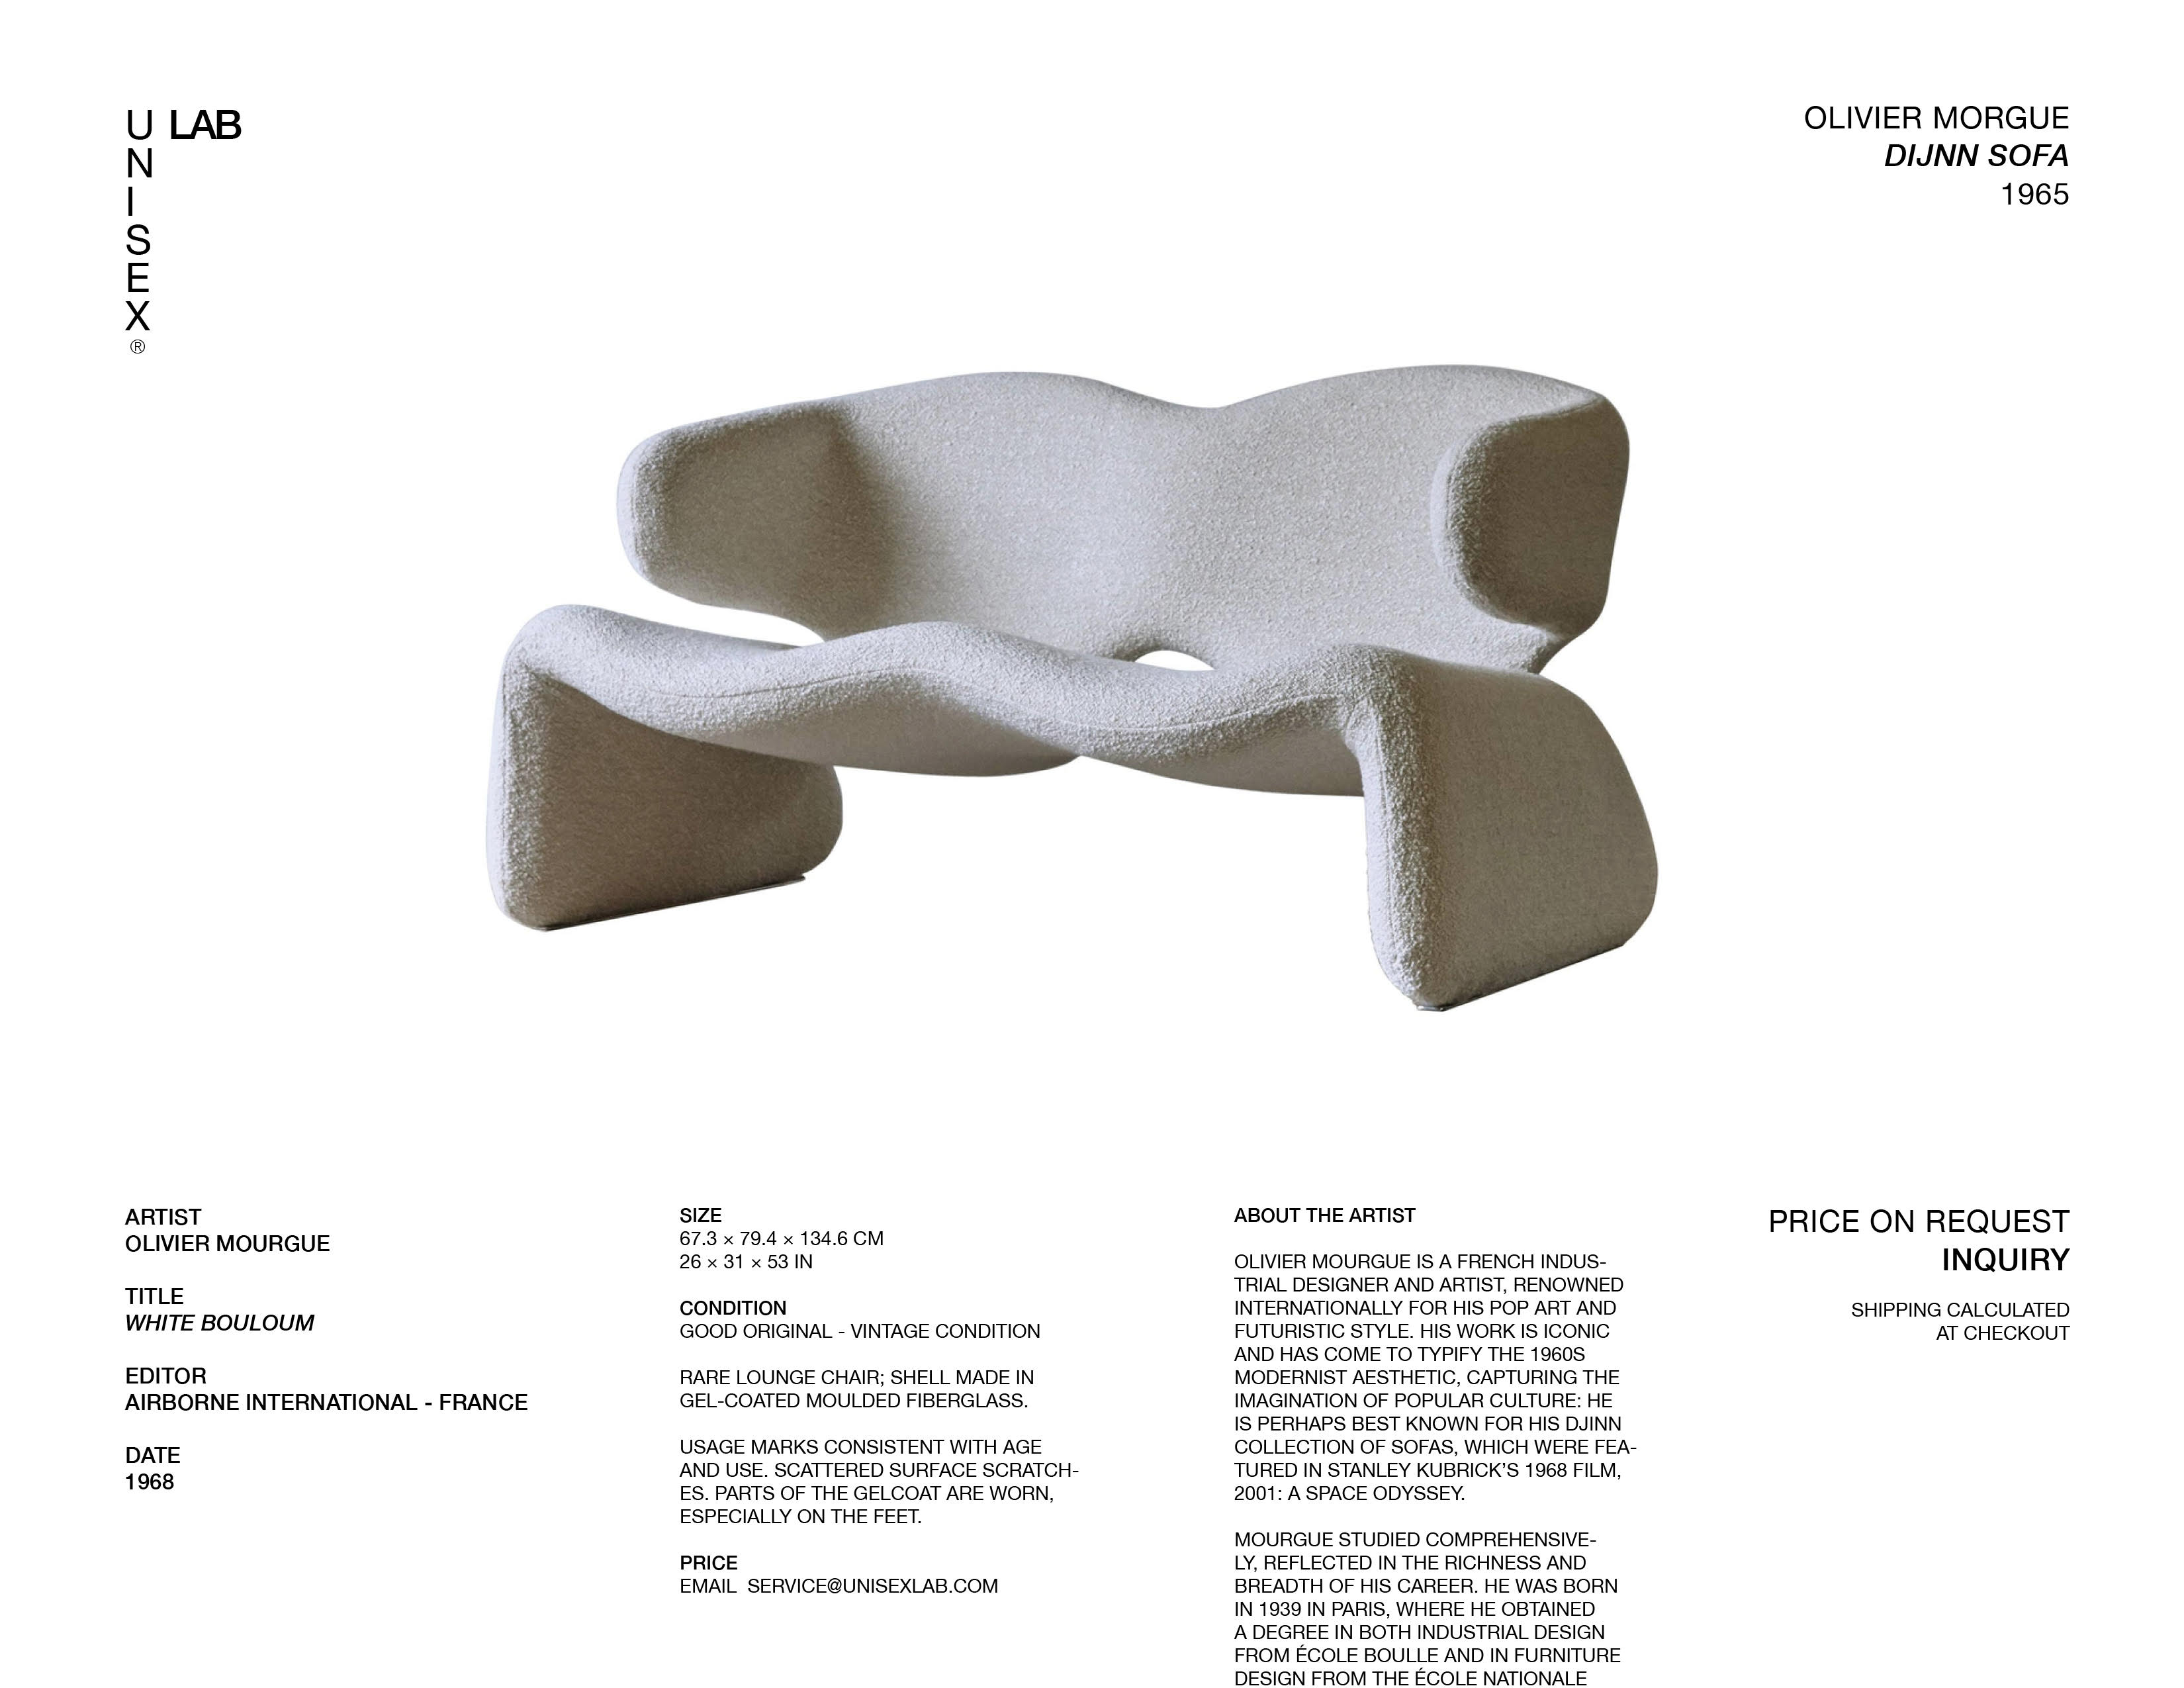 UNISEX®
LAB
OLIVIER MORGUE
DIJNN SOFA
1965
ARTIST
OLIVIER MOURGUE
TITLE
WHITE BOULOUM
EDITOR
AIRBORNE INTERNATIONAL - FRANCE
DATE
1968
SIZE
67.3 × 79.4 × 134.6 CM
26 × 31 × 53 IN
CONDITION
GOOD ORIGINAL - VINTAGE CONDITION
RARE LOUNGE CHAIR; SHELL MADE IN
GEL-COATED MOULDED FIBERGLASS.
USAGE MARKS CONSISTENT WITH AGE
AND USE. SCATTERED SURFACE SCRATCH-
ES. PARTS OF THE GELCOAT ARE WORN,
ESPECIALLY ON THE FEET.
PRICE
EMAIL  SERVICE@UNISEXLAB.COM
ABOUT THE ARTIST
OLIVIER MOURGUE IS A FRENCH INDUS-
TRIAL DESIGNER AND ARTIST, RENOWNED
INTERNATIONALLY FOR HIS POP ART AND
FUTURISTIC STYLE. HIS WORK IS ICONIC
AND HAS COME TO TYPIFY THE 1960S
MODERNIST AESTHETIC, CAPTURING THE
IMAGINATION OF POPULAR CULTURE: HE
IS PERHAPS BEST KNOWN FOR HIS DJINN
COLLECTION OF SOFAS, WHICH WERE FEA-
TURED IN STANLEY KUBRICK’S 1968 FILM,
2001: A SPACE ODYSSEY.
MOURGUE STUDIED COMPREHENSIVE-
LY, REFLECTED IN THE RICHNESS AND
BREADTH OF HIS CAREER. HE WAS BORN
IN 1939 IN PARIS, WHERE HE OBTAINED
A DEGREE IN BOTH INDUSTRIAL DESIGN
FROM ÉCOLE BOULLE AND IN FURNITURE
DESIGN FROM THE ÉCOLE NATIONALE
PRICE ON REQUEST
INQUIRY
SHIPPING CALCULATED
AT CHECKOUT